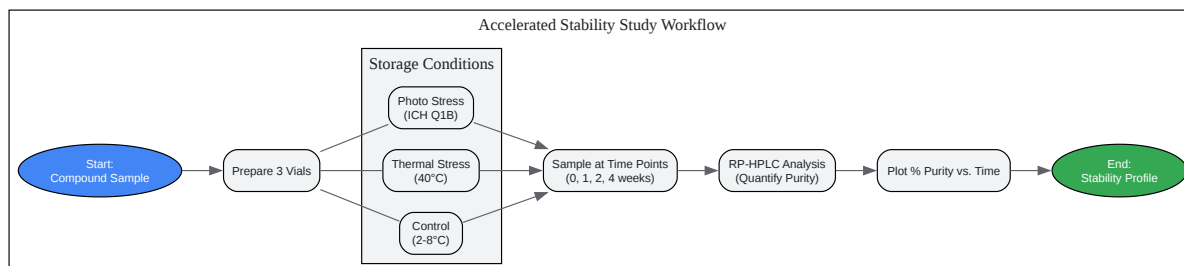 Accelerated Stability Study Workflow
Storage Conditions
Start:
Compound Sample
Prepare 3 Vials
Photo Stress
(ICH Q1B)
Thermal Stress
(40°C)
Control
(2-8°C)
Sample at Time Points
(0, 1, 2, 4 weeks)
RP-HPLC Analysis
(Quantify Purity)
Plot % Purity vs. Time
End:
Stability Profile